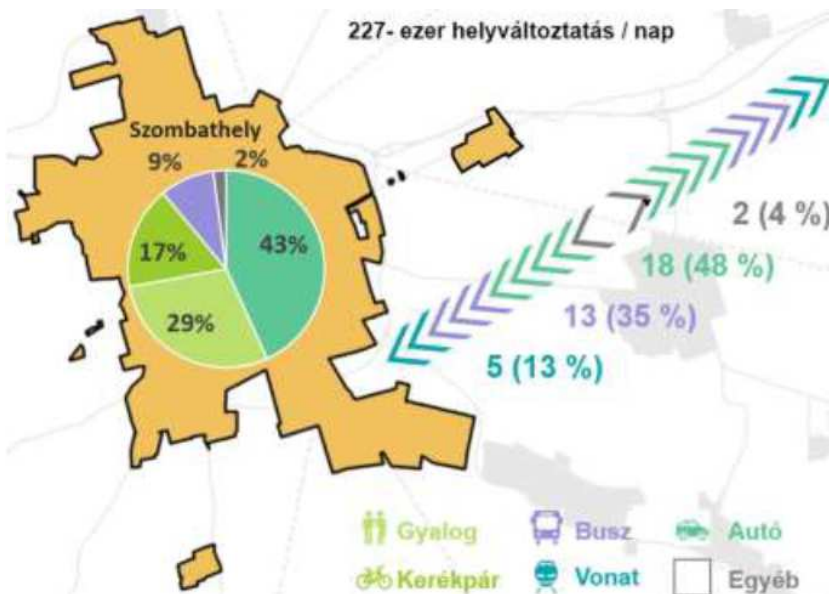 227- ezer helyváltoztatás / nap
Szombathely
9%
2%
17%
43%
29%
2 (4 %)
18 (48 %)
13 (35 %)
5 (13 %)
Gyalog
Busz
Autó
Kerékpár
Vonat
Egyéb